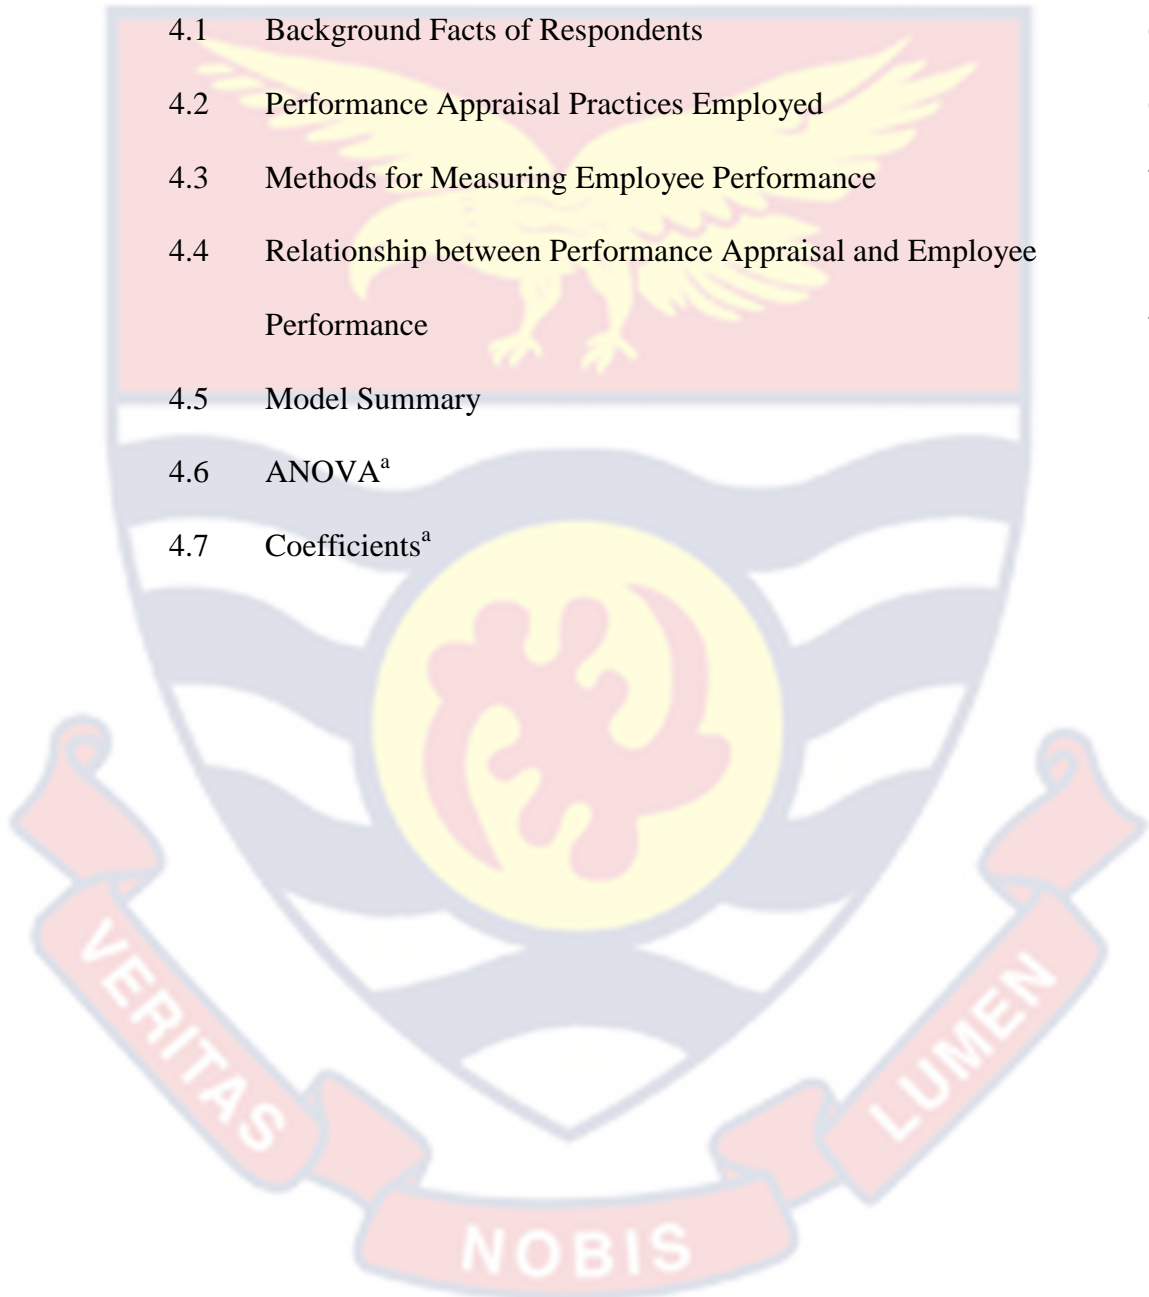 4.1 Background Facts of Respondents
4.2 Performance Appraisal Practices Employed
4.3 Methods for Measuring Employee Performance
4.4 Relationship between Performance Appraisal and Employee
Performance
4.5 Model Summary
4.6 ANOVAᵃ
4.7 Coefficientsᵃ
VERITAS
NOBIS
LUMEN